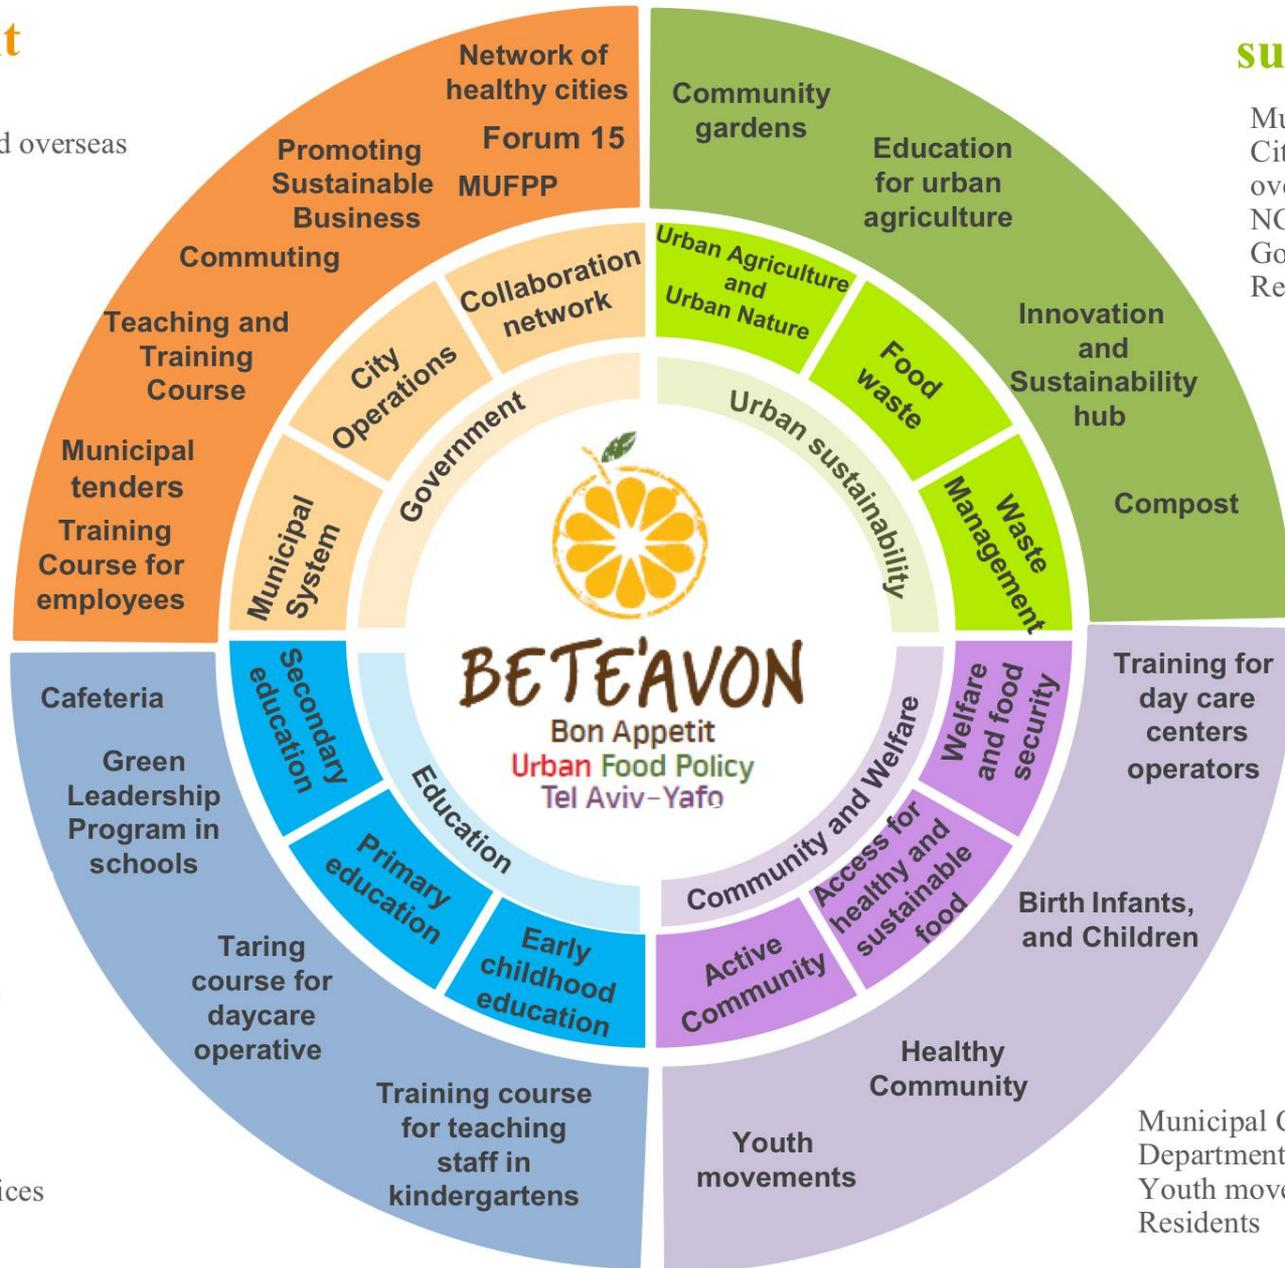 d overseas
Network of
healthy cities
Forum 15
MUFPP
Promoting
Sustainable
Business
Commuting
Teaching and
Training
Course
Municipal
tenders
Training
Course for
employees
Community
gardens
Education
for urban
agriculture
Innovation
and
Sustainability
hub
Compost
Collaboration
network
City
Operations
Municipal
System
Government
Urban Agriculture
and
Urban Nature
Food
waste
Waste
Management
Urban sustainability
BETE'AVON
Bon Appetit
Urban Food Policy
Tel Aviv-Yafo
Secondary
education
Primary
education
Early
childhood
education
Education
Welfare
and food
security
Access for
healthy and
sustainable
food
Active
Community
Community and Welfare
Cafeteria
Green
Leadership
Program in
schools
Taring
course for
daycare
operative
Training course
for teaching
staff in
kindergartens
Training for
day care
centers
operators
Birth Infants,
and Children
Healthy
Community
Youth
movements
Municipal
Department
Youth move
Residents